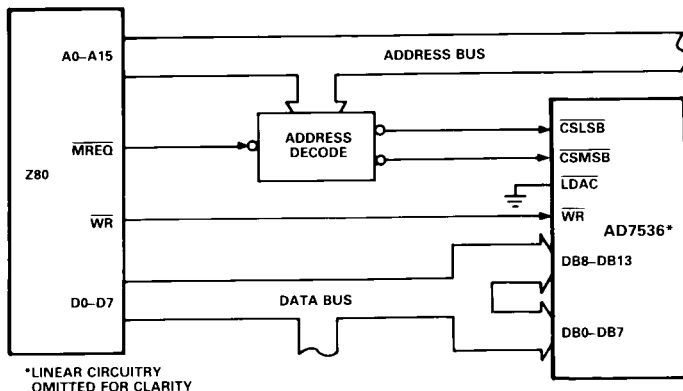 A0–A15
ADDRESS BUS
ADDRESS
DECODE
MREQ
Z80
WR
D0–D7
DATA BUS
CSLSB
CSMSB
LDAC
WR
AD7536*
DB8–DB13
DB0–DB7
*LINEAR CIRCUITRY
OMITTED FOR CLARITY